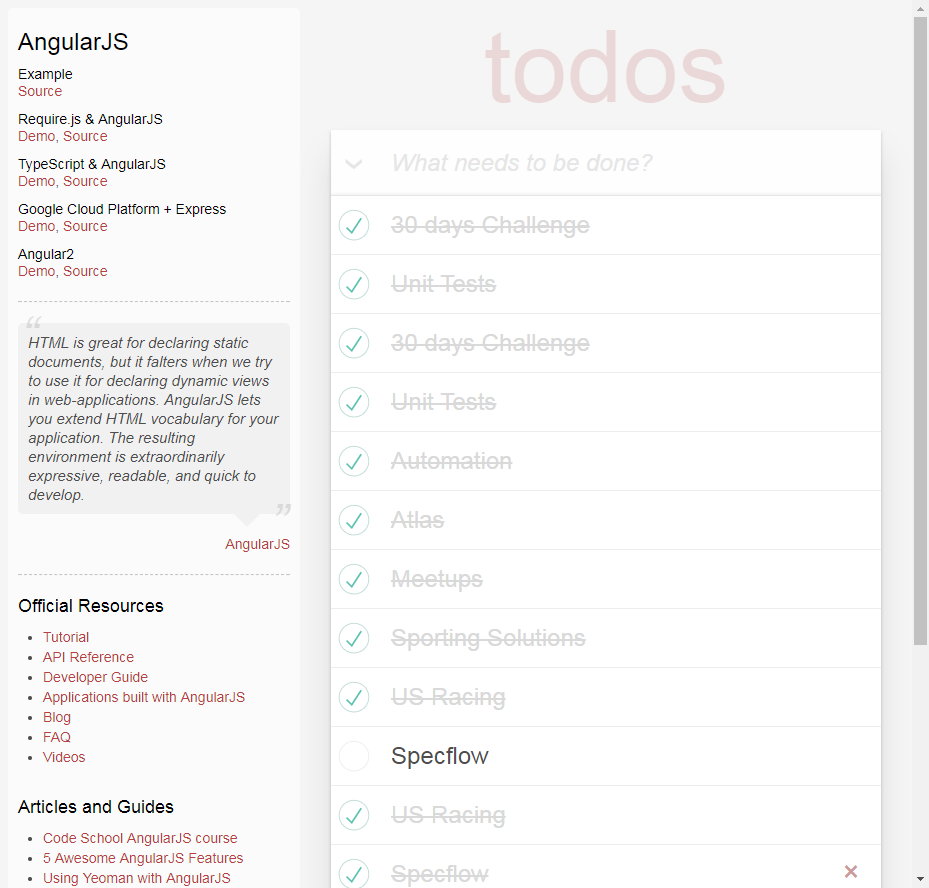 AngularJS
Example
Source
Require.js & AngularJS
Demo, Source
TypeScript & AngularJS
Demo, Source
Google Cloud Platform + Express
Demo, Source
Angular2
Demo, Source
“
HTML is great for declaring static
documents, but it falters when we try
to use it for declaring dynamic views
in web-applications. AngularJS lets
you extend HTML vocabulary for your
application. The resulting
environment is extraordinarily
expressive, readable, and quick to
develop.
”
AngularJS
Official Resources
Tutorial
API Reference
Developer Guide
Applications built with AngularJS
Blog
FAQ
Videos
Articles and Guides
Code School AngularJS course
5 Awesome AngularJS Features
Using Yeoman with AngularJS
todos
What needs to be done?
30 days Challenge
Unit Tests
30 days Challenge
Unit Tests
Automation
Atlas
Meetups
Sporting Solutions
US Racing
Specflow
US Racing
Specflow